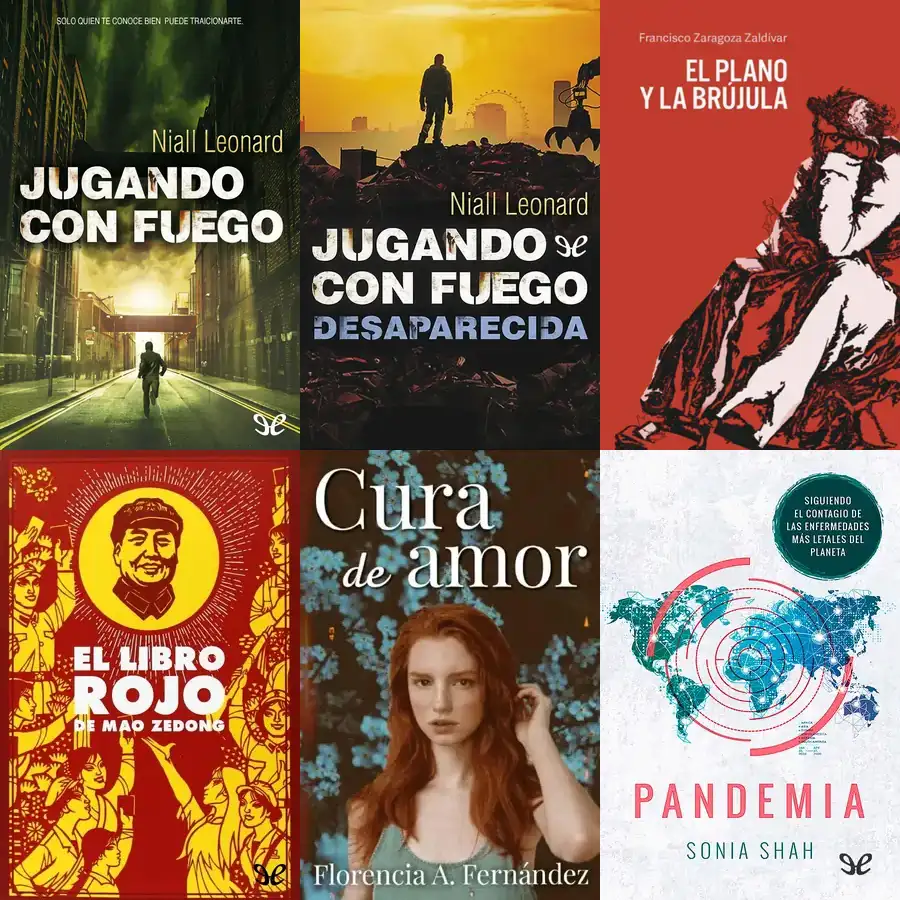 SOLO QUIEN TE CONOCE BIEN PUEDE TRAICIONARTE.
Niall Leonard
JUGANDO
CON FUEGO
Niall Leonard
JUGANDO
CON FUEGO
DESAPARECIDA
Francisco Zaragoza Zaldívar
EL PLANO
Y LA BRÚJULA
EL LIBRO
ROJO
DE MAO ZEDONG
Cura
de amor
Florencia A. Fernández
SIGUIENDO
EL CONTAGIO DE
LAS ENFERMEDADES
MÁS LETALES DEL
PLANETA
PANDEMIA
SONIA SHAH